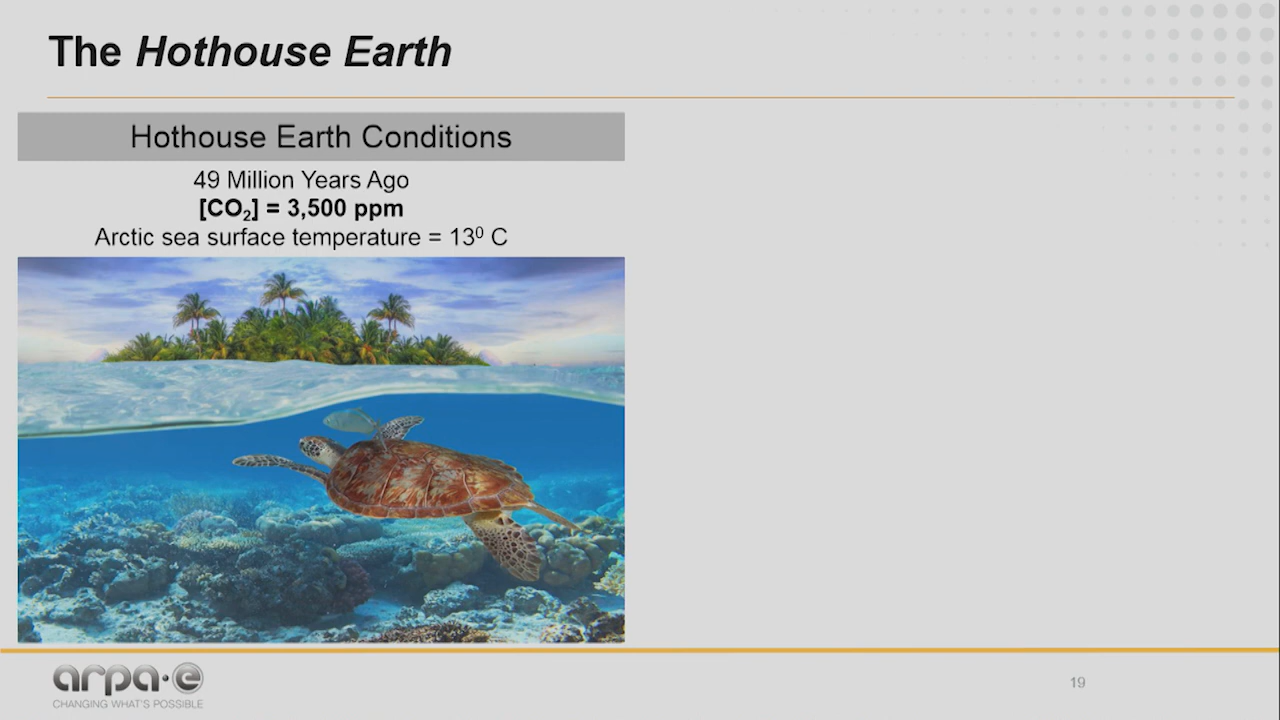 The Hothouse Earth
Hothouse Earth Conditions
49 Million Years Ago
[CO₂] = 3,500 ppm
Arctic sea surface temperature = 13⁰ C
arpa·e
CHANGING WHAT'S POSSIBLE
19